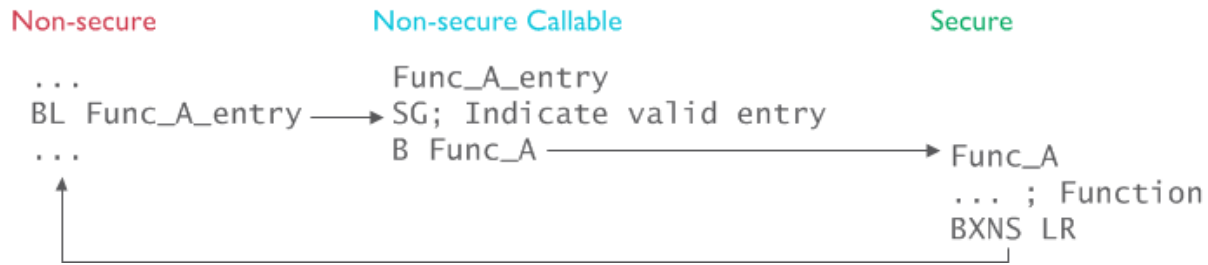 Non-secure
Non-secure Callable
Secure
...
BL Func_A_entry
...
Func_A_entry
SG; Indicate valid entry
B Func_A
Func_A
... ; Function
BXNS LR